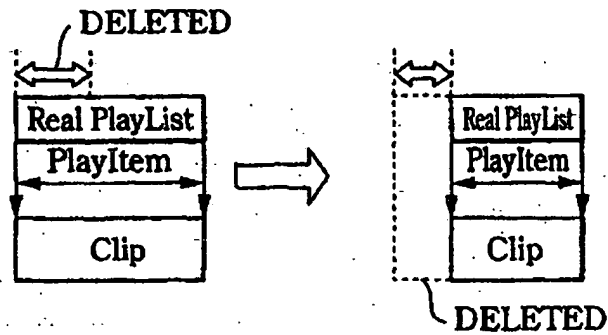 DELETED
Real PlayList
PlayItem
Clip
Real PlayList
PlayItem
Clip
DELETED